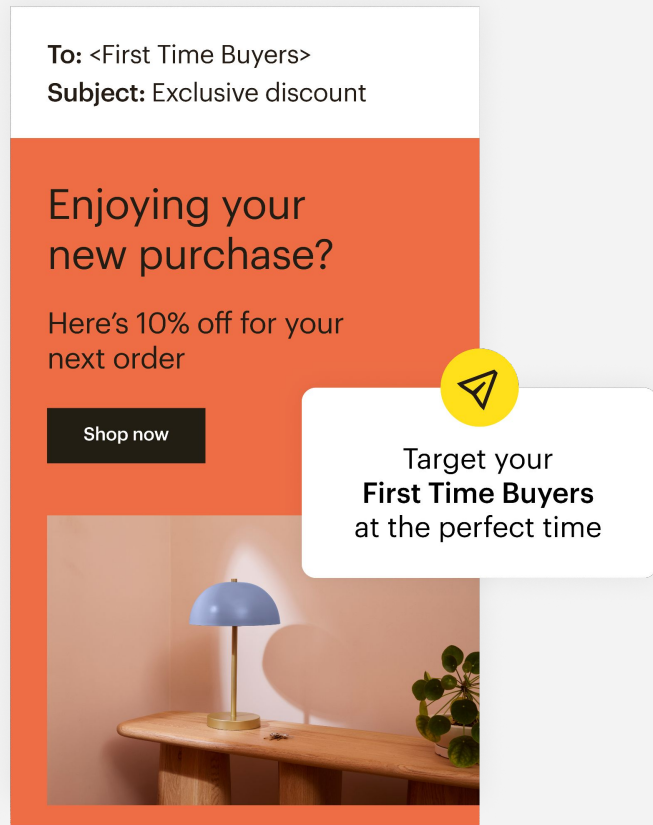 To: <First Time Buyers>
Subject: Exclusive discount
Enjoying your
new purchase?
Here’s 10% off for your
next order
Shop now
Target your
First Time Buyers
at the perfect time